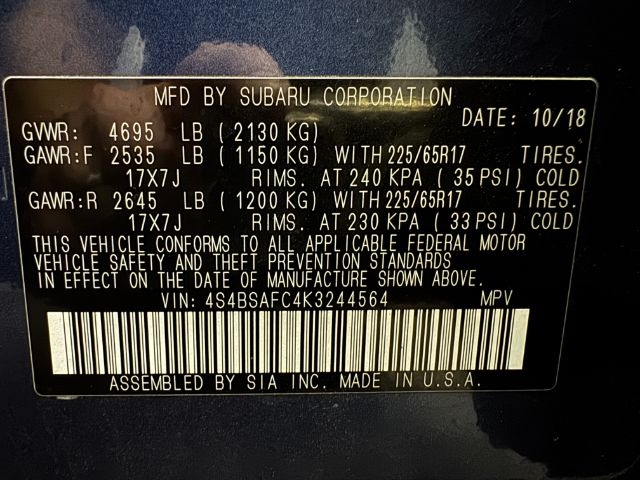 MFD BY SUBARU CORPORATION
DATE: 10/18
GVWR: 4695 LB (2130 KG)
GAWR:F 2535 LB (1150 KG) WITH 225/65R17 TIRES.
17X7J RIMS. AT 240 KPA (35 PSI) COLD
GAWR:R 2645 LB (1200 KG) WITH 225/65R17 TIRES.
17X7J RIMS. AT 230 KPA (33 PSI) COLD
THIS VEHICLE CONFORMS TO ALL APPLICABLE FEDERAL MOTOR
VEHICLE SAFETY AND THEFT PREVENTION STANDARDS
IN EFFECT ON THE DATE OF MANUFACTURE SHOWN ABOVE.
VIN: 4S4BSAFC4K3244564 MPV
ASSEMBLED BY SIA INC. MADE IN U.S.A.